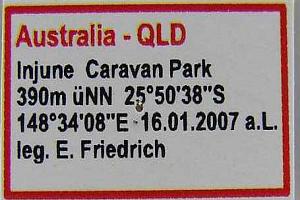 Australia - QLD
Injune Caravan Park
390m üNN 25°50'38"S
148°34'08"E 16.01.2007 a.L.
leg. E. Friedrich